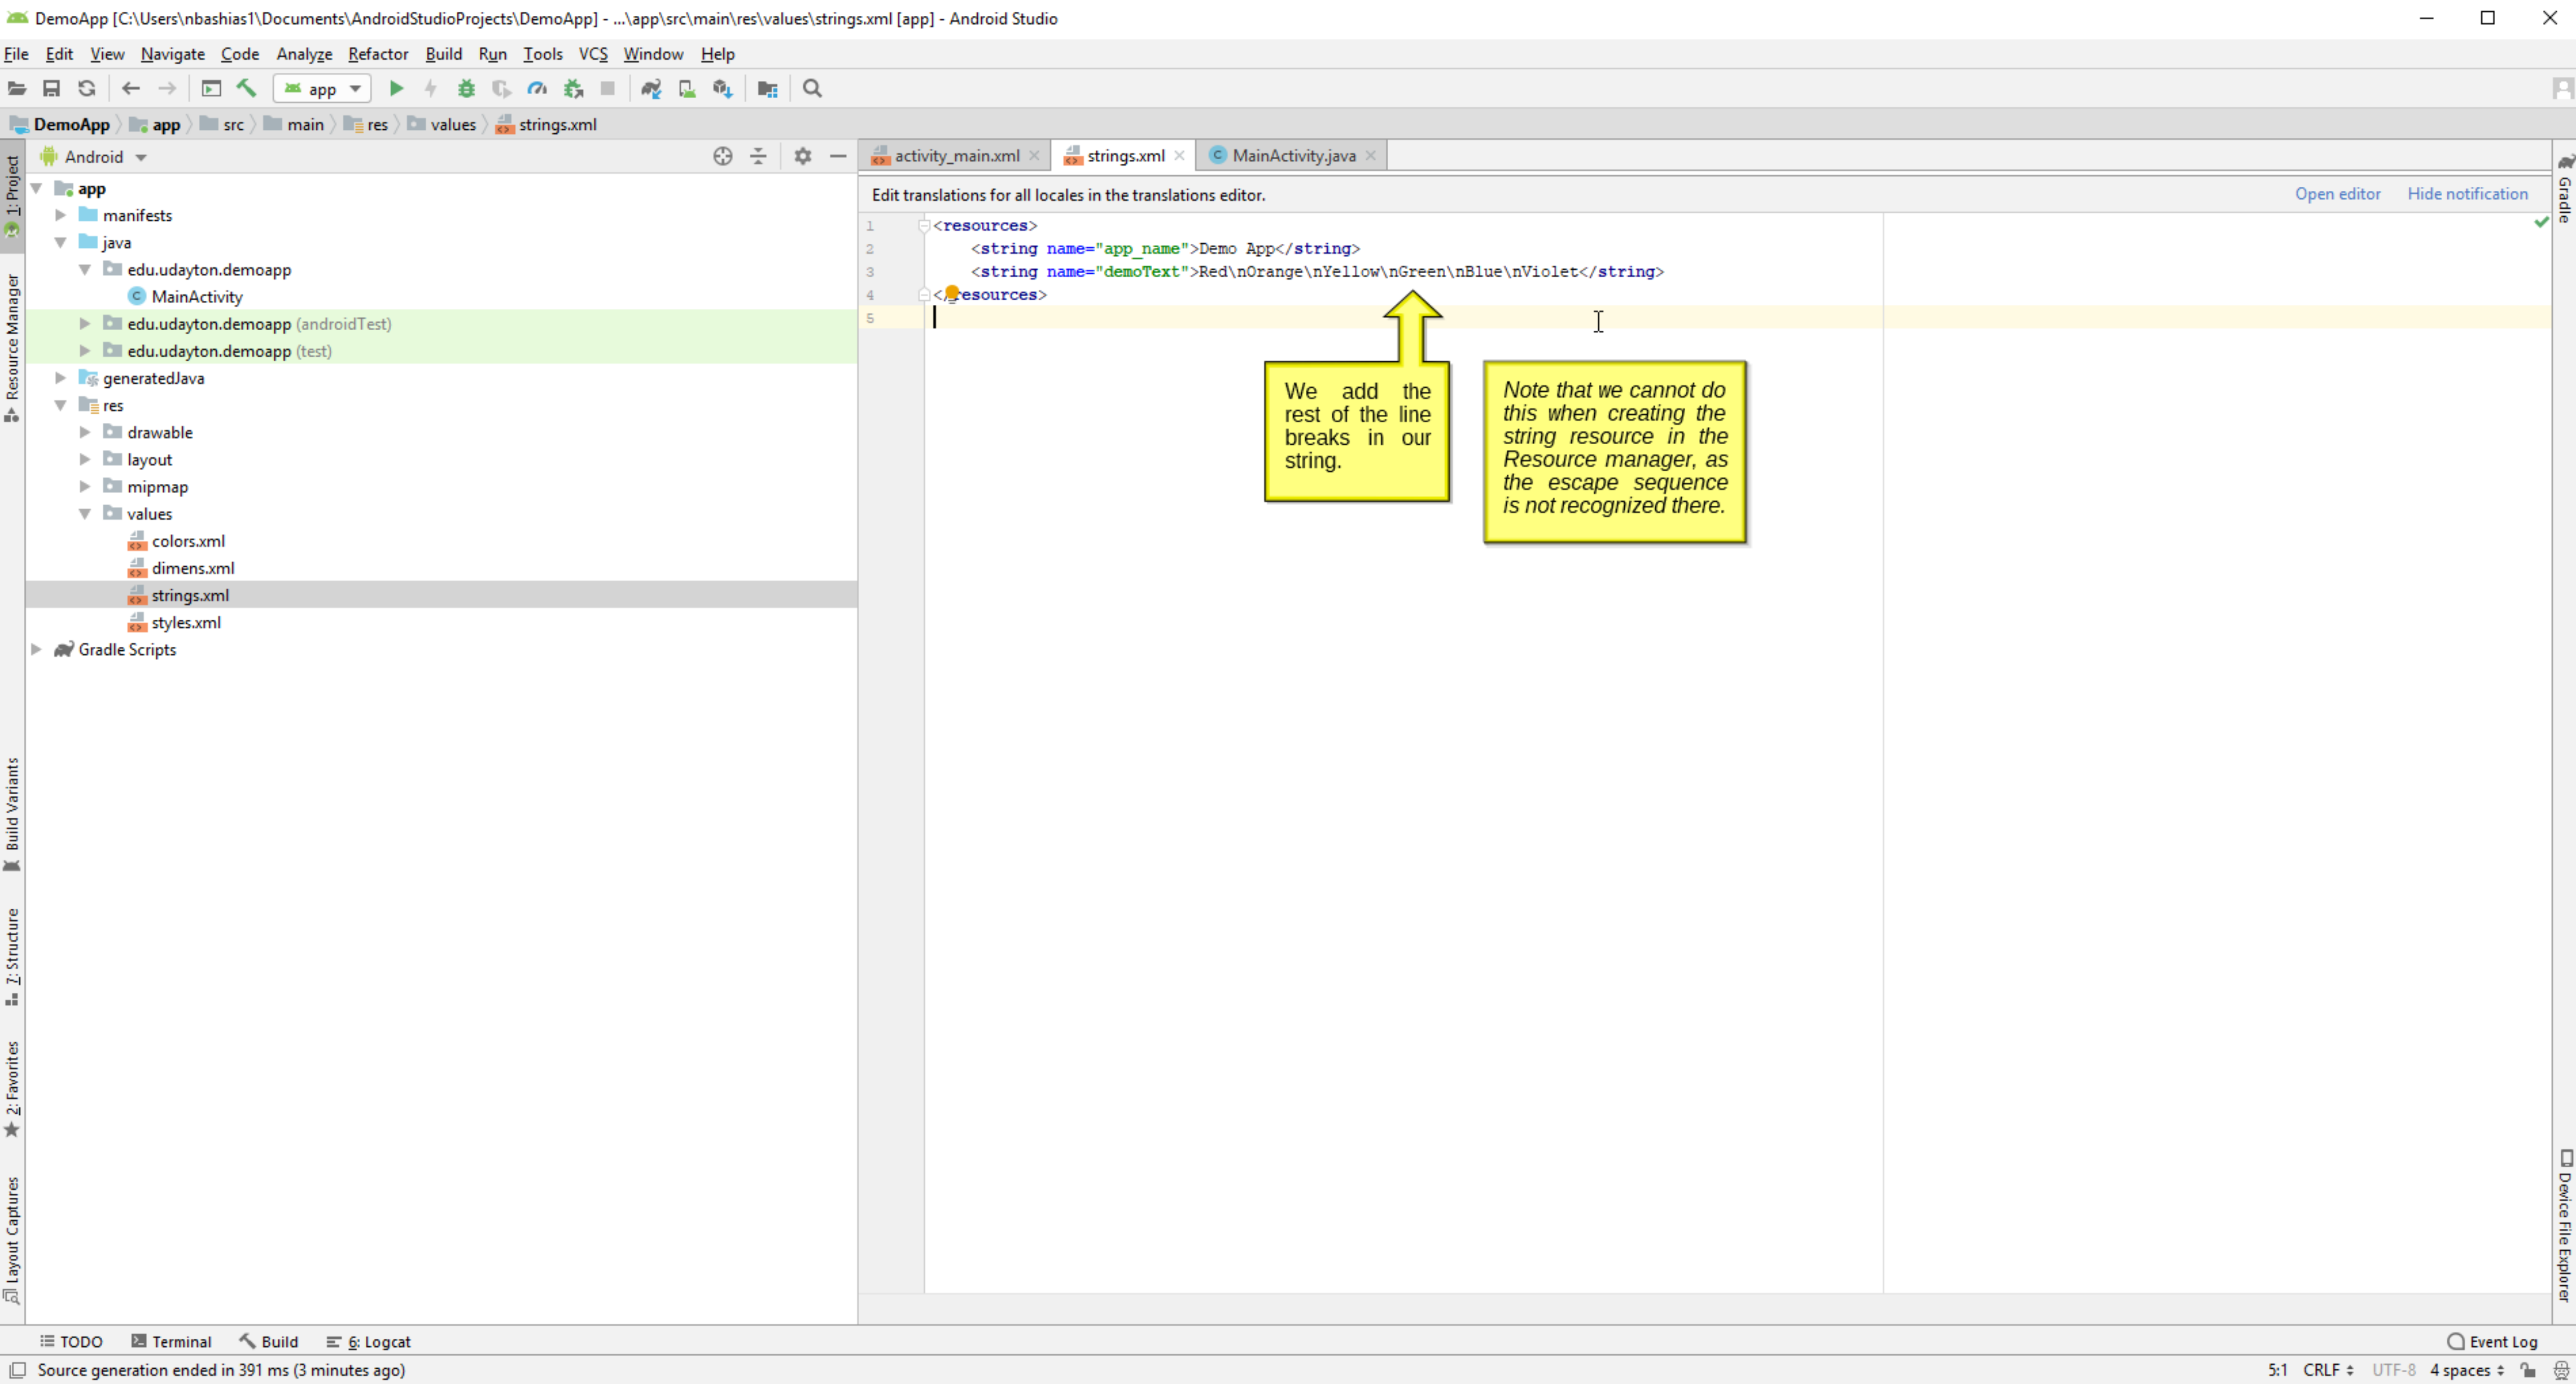 DemoApp [C:\Users\nbashias1\Documents\AndroidStudioProjects\DemoApp] - ...\app\src\main\res\values\strings.xml [app] - Android Studio
File Edit View Navigate Code Analyze Refactor Build Run Tools VCS Window Help
app
DemoApp app src main res values strings.xml
1: Project
Resource Manager
Build Variants
7: Structure
2: Favorites
Layout Captures
Android
app
manifests
java
edu.udayton.demoapp
MainActivity
edu.udayton.demoapp (androidTest)
edu.udayton.demoapp (test)
generatedJava
res
drawable
layout
mipmap
values
colors.xml
dimens.xml
strings.xml
styles.xml
Gradle Scripts
activity_main.xml strings.xml MainActivity.java
Edit translations for all locales in the translations editor. Open editor Hide notification
1 <resources>
2 <string name="app_name">Demo App</string>
3 <string name="demoText">Red\nOrange\nYellow\nGreen\nBlue\nViolet</string>
4 </resources>
5
We add the
rest of the line
breaks in our
string.
Note that we cannot do
this when creating the
string resource in the
Resource manager, as
the escape sequence
is not recognized there.
Gradle
Device File Explorer
TODO Terminal Build 6: Logcat Event Log
Source generation ended in 391 ms (3 minutes ago) 5:1 CRLF UTF-8 4 spaces